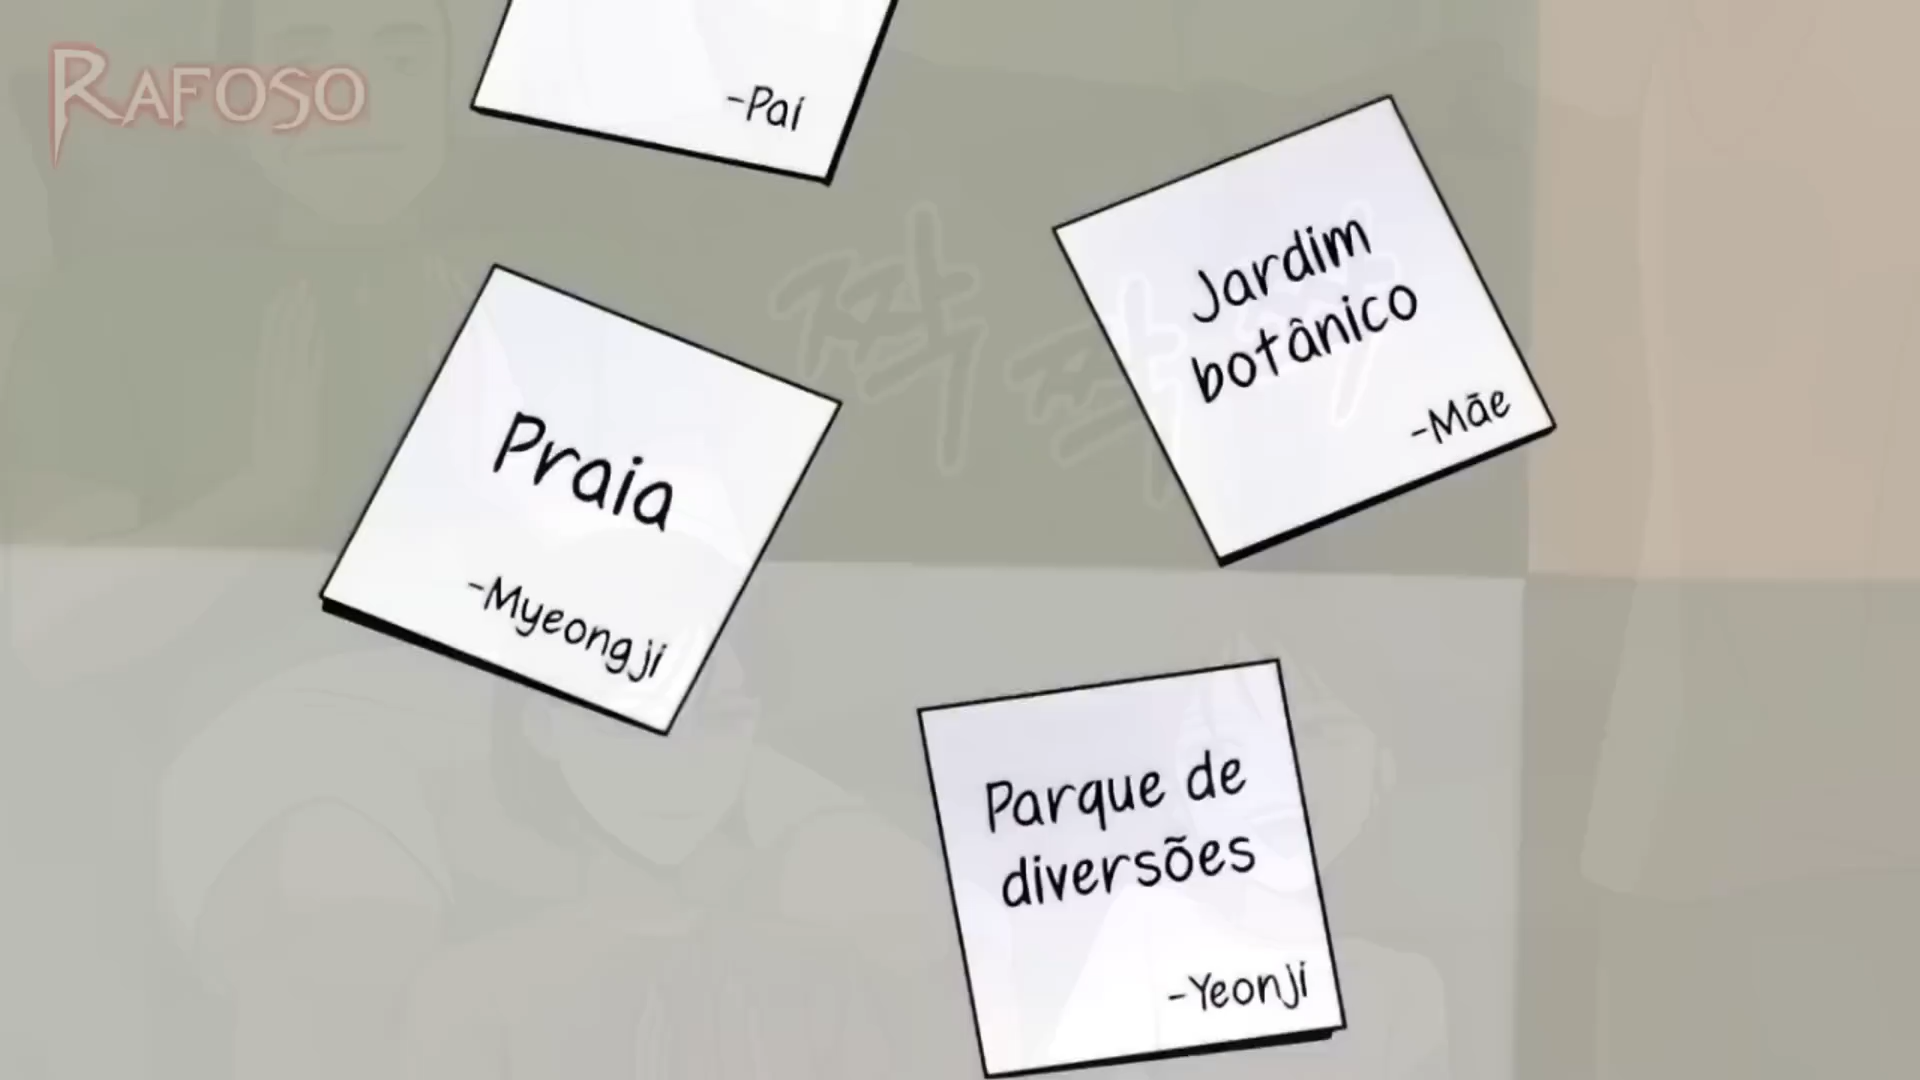 RAFOSO
-Pai
Jardim
botânico
-Mãe
Praia
-Myeongji
Parque de
diversões
-Yeonji